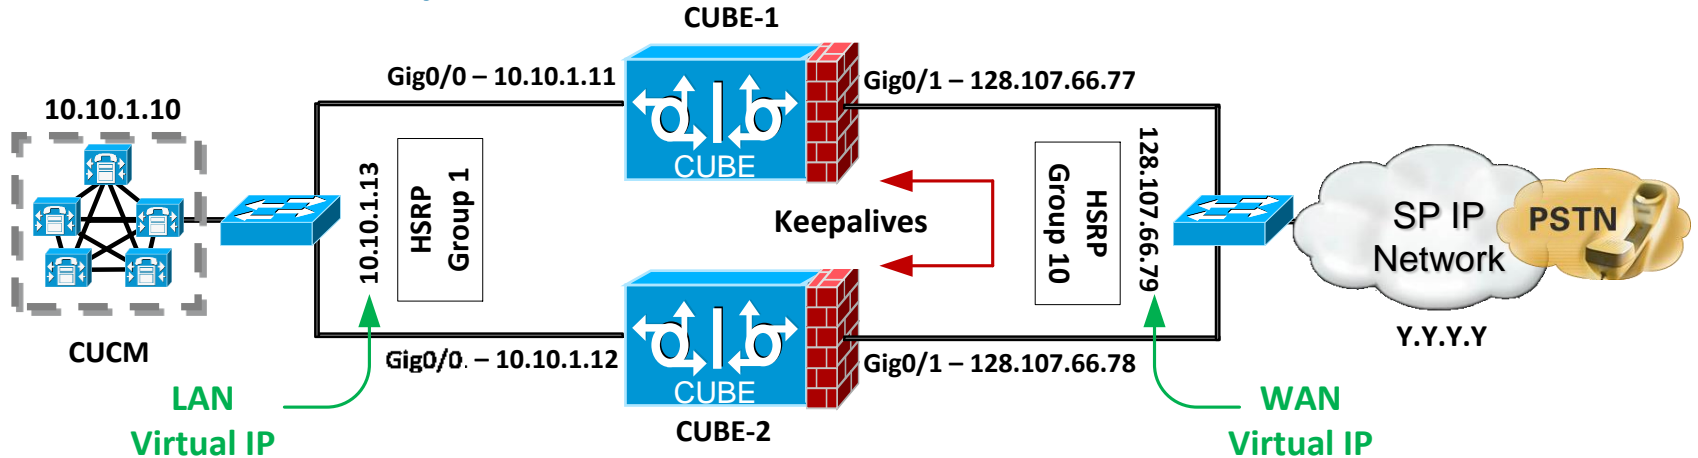 CUBE-1
Gig0/0 – 10.10.1.11
Gig0/1 – 128.107.66.77
10.10.1.10
CUBE
10.10.1.13
HSRP
Group 1
Keepalives
HSRP
Group 10
128.107.66.79
SP IP
Network
PSTN
Y.Y.Y.Y
CUCM
Gig0/0. – 10.10.1.12
CUBE
Gig0/1 – 128.107.66.78
CUBE-2
LAN
Virtual IP
WAN
Virtual IP